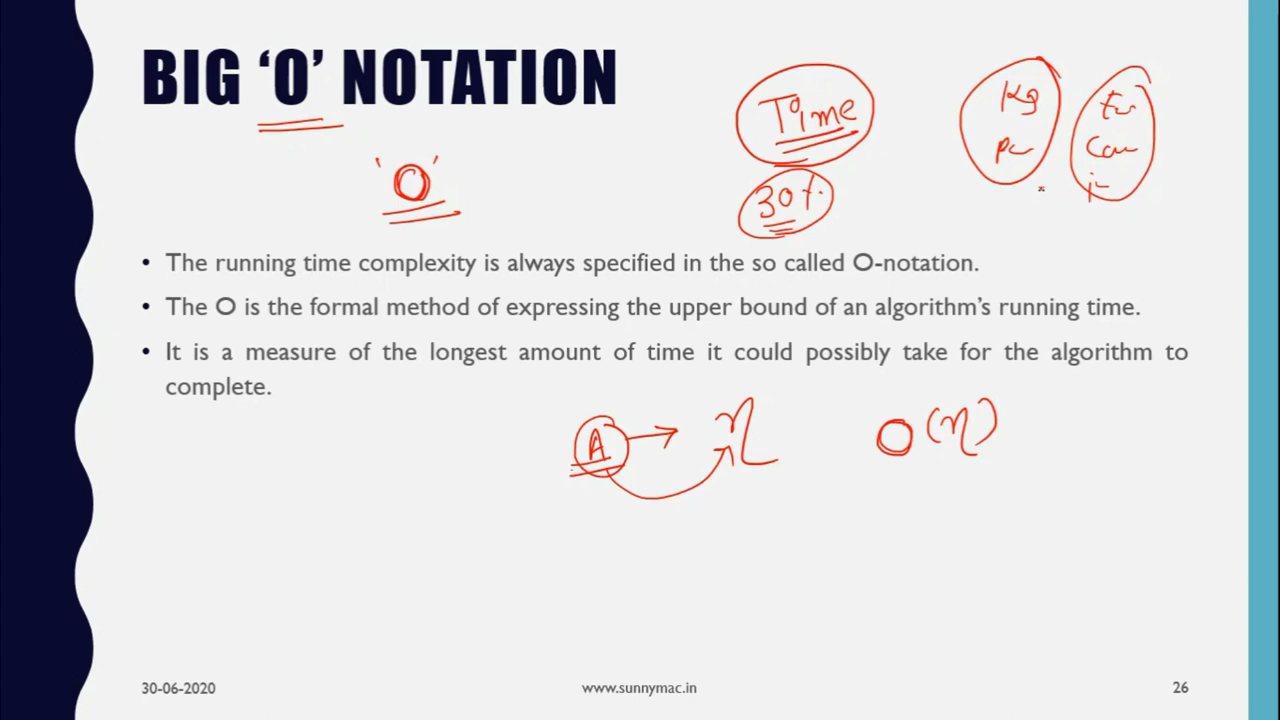 BIG ‘O’ NOTATION
Time
Kg
'O'
30%
• The running time complexity is always specified in the so called O-notation.
• The O is the formal method of expressing the upper bound of an algorithm’s running time.
• It is a measure of the longest amount of time it could possibly take for the algorithm to
complete.
A
n
O(n)
30-06-2020
www.sunnymac.in
26